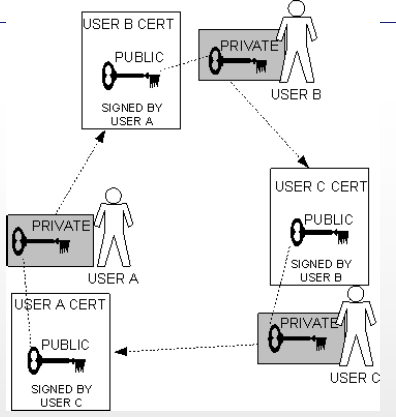 USER B CERT
PUBLIC
SIGNED BY
USER A
PRIVATE
USER B
USER C CERT
PUBLIC
SIGNED BY
USER B
PRIVATE
USER A
USER A CERT
PUBLIC
SIGNED BY
USER C
PRIVATE
USER C